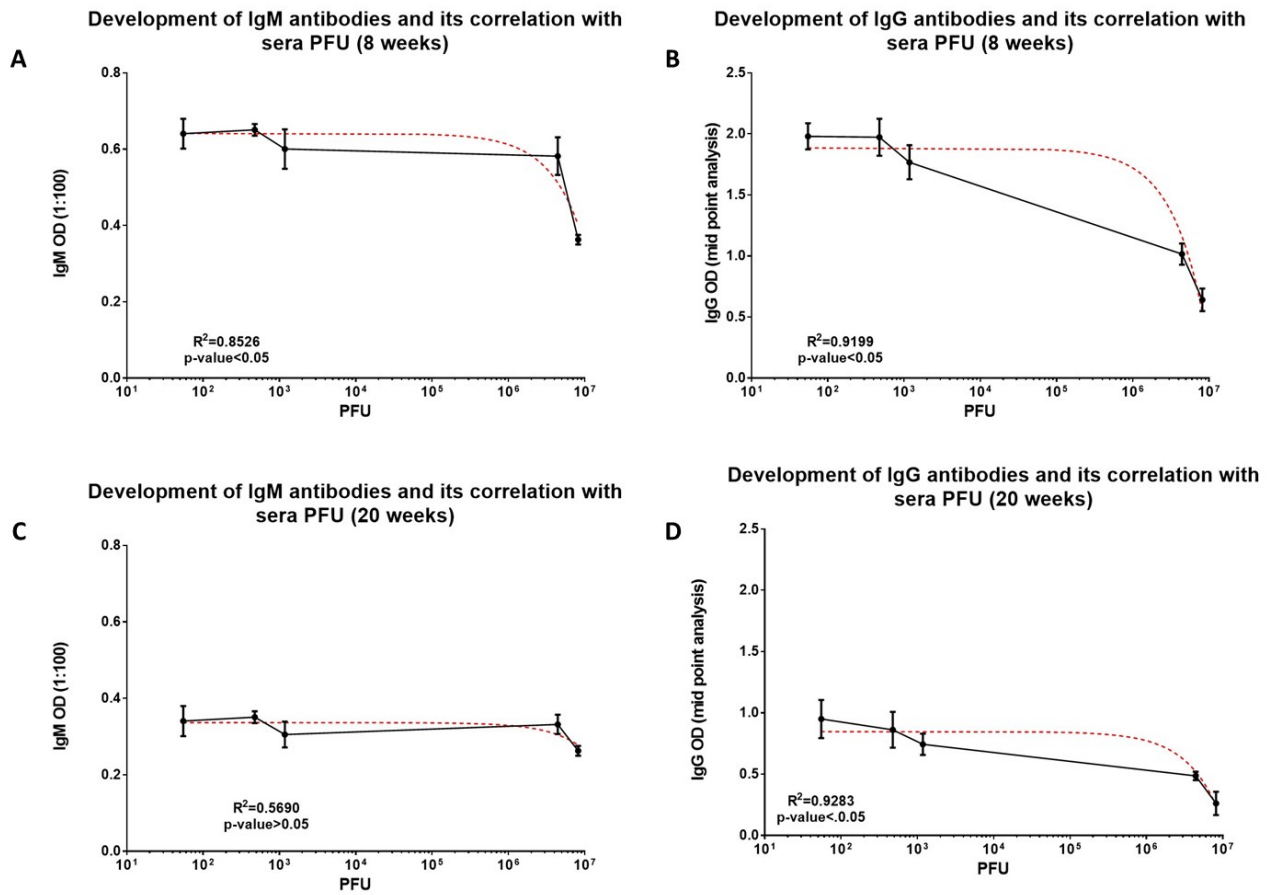 A
Development of IgM antibodies and its correlation with
sera PFU (8 weeks)
IgM OD (1:100)
0.8
0.6
0.4
0.2
0.0
R²=0.8526
p-value<0.05
10¹ 10² 10³ 10⁴ 10⁵ 10⁶ 10⁷
PFU
B
Development of IgG antibodies and its correlation with
sera PFU (8 weeks)
IgG OD (mid point analysis)
2.5
2.0
1.5
1.0
0.5
0.0
R²=0.9199
p-value<0.05
10¹ 10² 10³ 10⁴ 10⁵ 10⁶ 10⁷
PFU
C
Development of IgM antibodies and its correlation with
sera PFU (20 weeks)
IgM OD (1:100)
0.8
0.6
0.4
0.2
0.0
R²=0.5690
p-value>0.05
10¹ 10² 10³ 10⁴ 10⁵ 10⁶ 10⁷
PFU
D
Development of IgG antibodies and its correlation with
sera PFU (20 weeks)
IgG OD (mid point analysis)
2.5
2.0
1.5
1.0
0.5
0.0
R²=0.9283
p-value<.0.05
10¹ 10² 10³ 10⁴ 10⁵ 10⁶ 10⁷
PFU